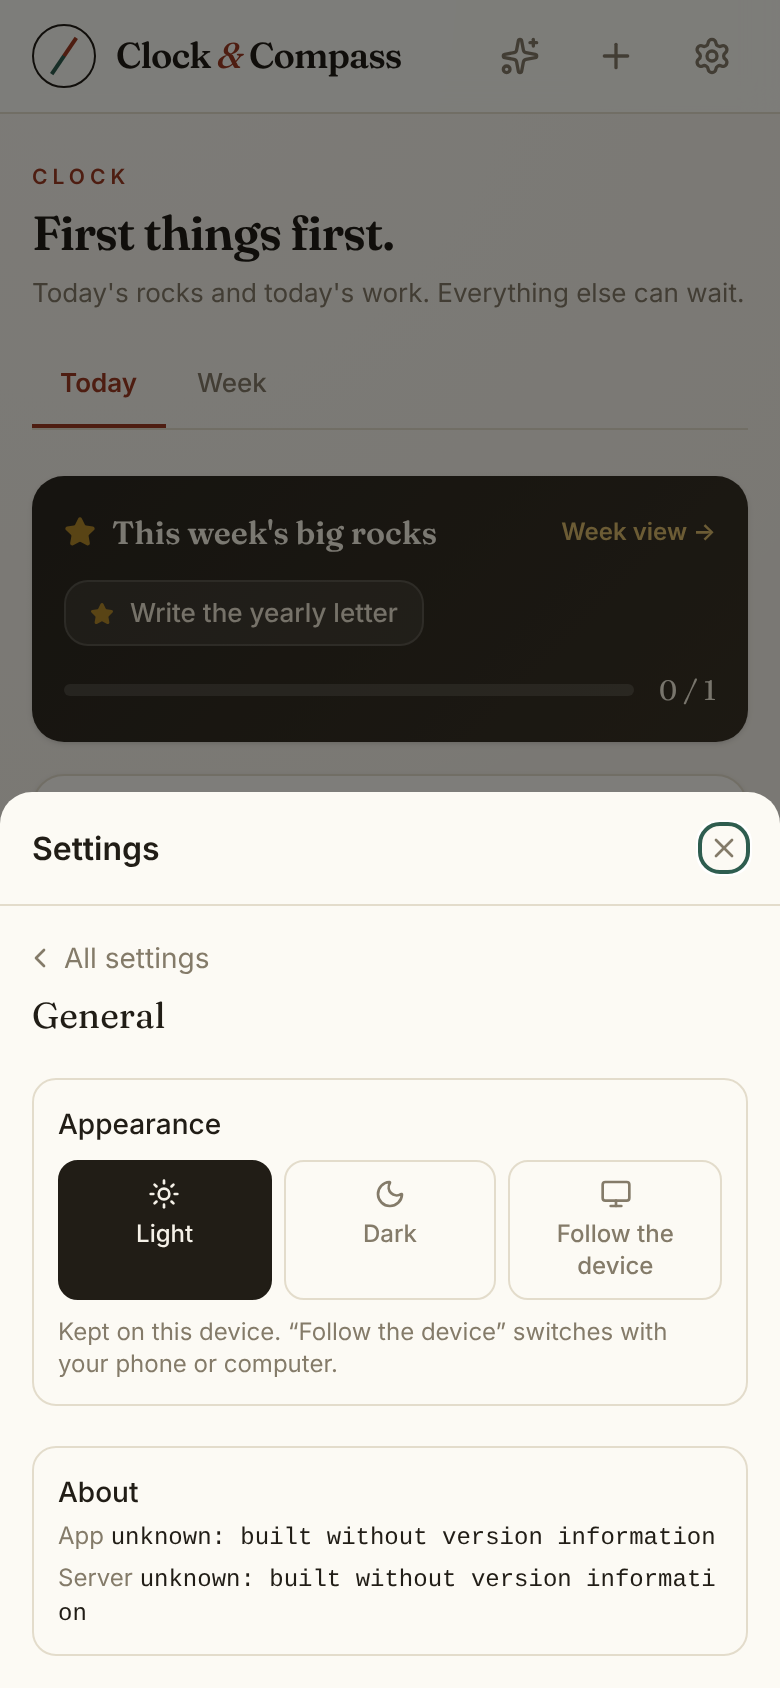 Clock & Compass
CLOCK
First things first.
Today's rocks and today's work. Everything else can wait.
Today Week
This week's big rocks Week view →
Write the yearly letter
0 / 1
Settings
All settings
General
Appearance
Light Dark Follow the
device
Kept on this device. “Follow the device” switches with
your phone or computer.
About
App unknown: built without version information
Server unknown: built without version informati
on